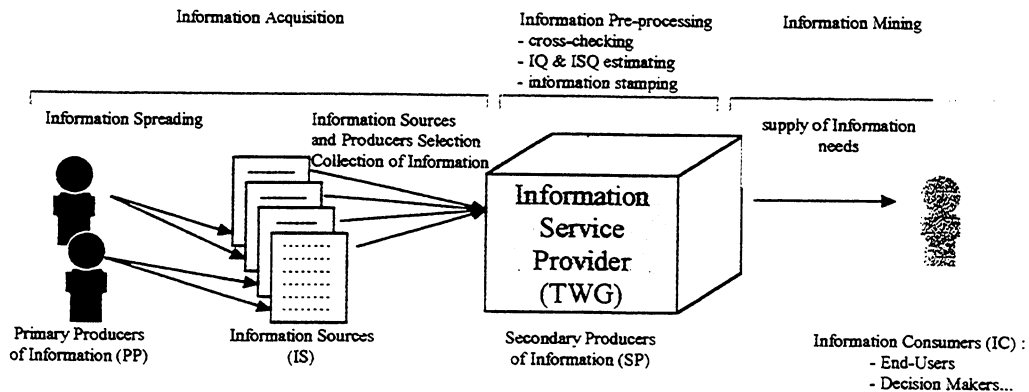 Information Acquisition
Information Pre-processing
- cross-checking
- IQ & ISQ estimating
- information stamping
Information Mining
Information Spreading
Information Sources
and Producers Selection
Collection of Information
supply of Information
needs
Information
Service
Provider
(TWG)
Primary Producers
of Information (PP)
Information Sources
(IS)
Secondary Producers
of Information (SP)
Information Consumers (IC) :
- End-Users
- Decision Makers...